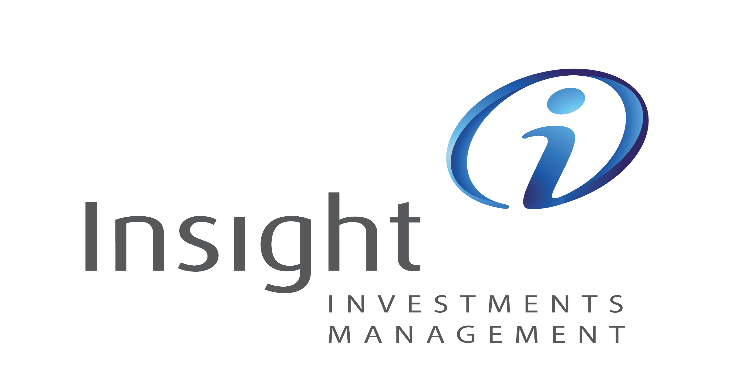 i
Insight
INVESTMENTS
MANAGEMENT